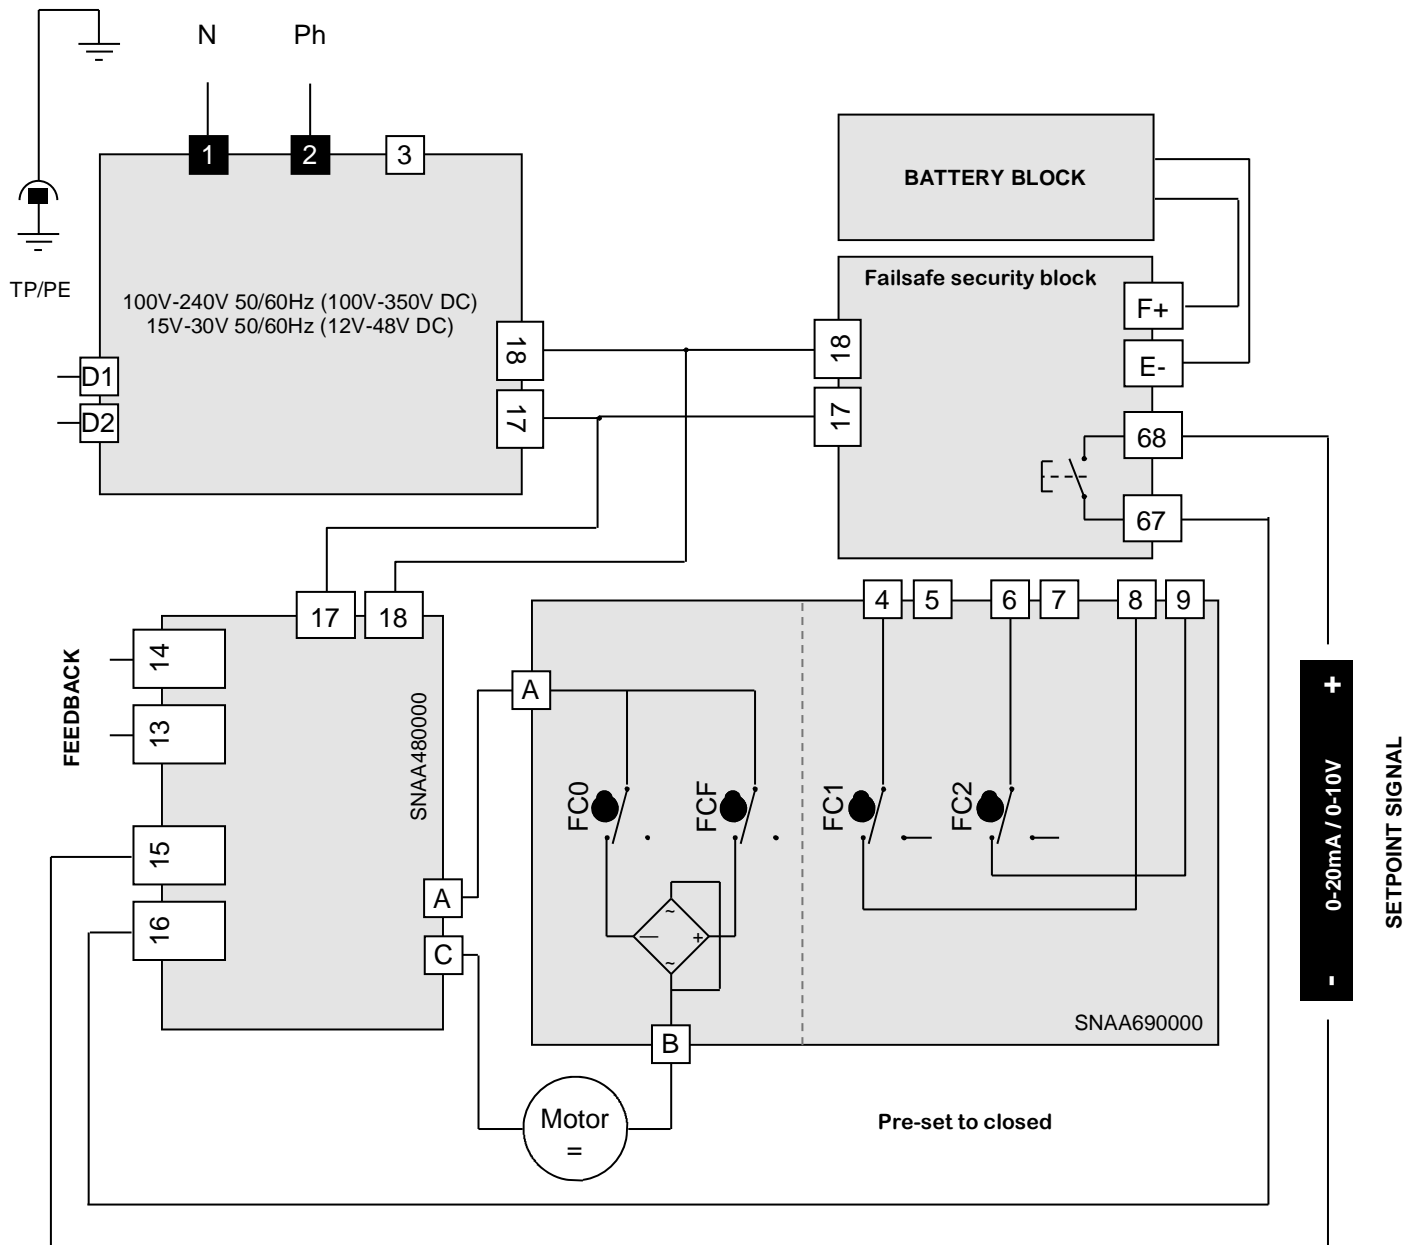 N
Ph
1
2
3
TP/PE
100V-240V 50/60Hz (100V-350V DC)
15V-30V 50/60Hz (12V-48V DC)
D1
D2
18
17
BATTERY BLOCK
Failsafe security block
18
17
F+
E-
68
67
17
18
14
13
15
16
FEEDBACK
SNAA480000
A
C
A
4
5
6
7
8
9
FC0
FCF
FC1
FC2
~
—
+
~
SNAA690000
B
Motor
=
Pre-set to closed
- 0-20mA / 0-10V +
SETPOINT SIGNAL